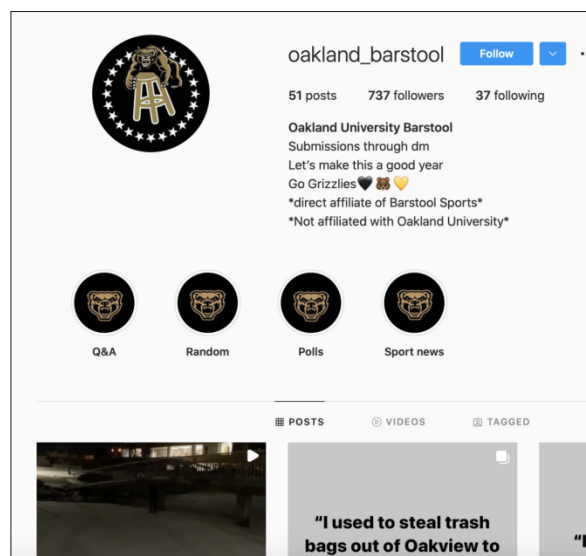 oakland_barstool Follow
51 posts 737 followers 37 following
Oakland University Barstool
Submissions through dm
Let's make this a good year
Go Grizzlies🖤🐻💛
*direct affiliate of Barstool Sports*
*Not affiliated with Oakland University*
Q&A Random Polls Sport news
POSTS VIDEOS TAGGED
"I used to steal trash
bags out of Oakview to
"I